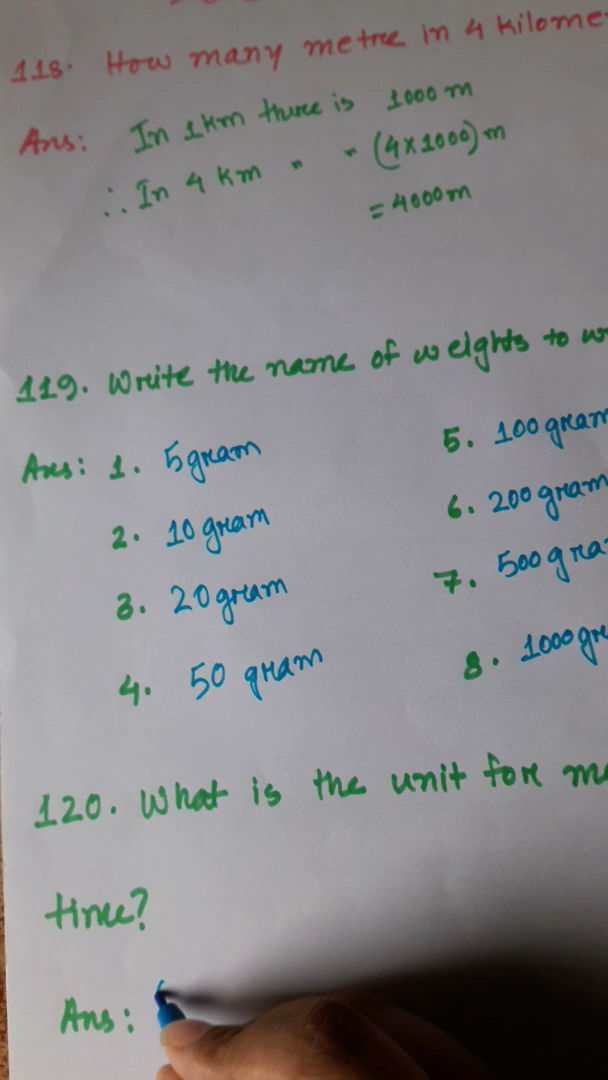 118. How many metre in 4 kilome
Ans: In 1km there is 1000 m
∴ In 4 km " " (4×1000) m
= 4000m
119. Write the name of weights to w
Ans: 1. 5 gram
2. 10 gram
3. 20 gram
4. 50 gram
5. 100 gram
6. 200 gram
7. 500 gra
8. 1000 gr
120. What is the unit for me
time?
Ans: